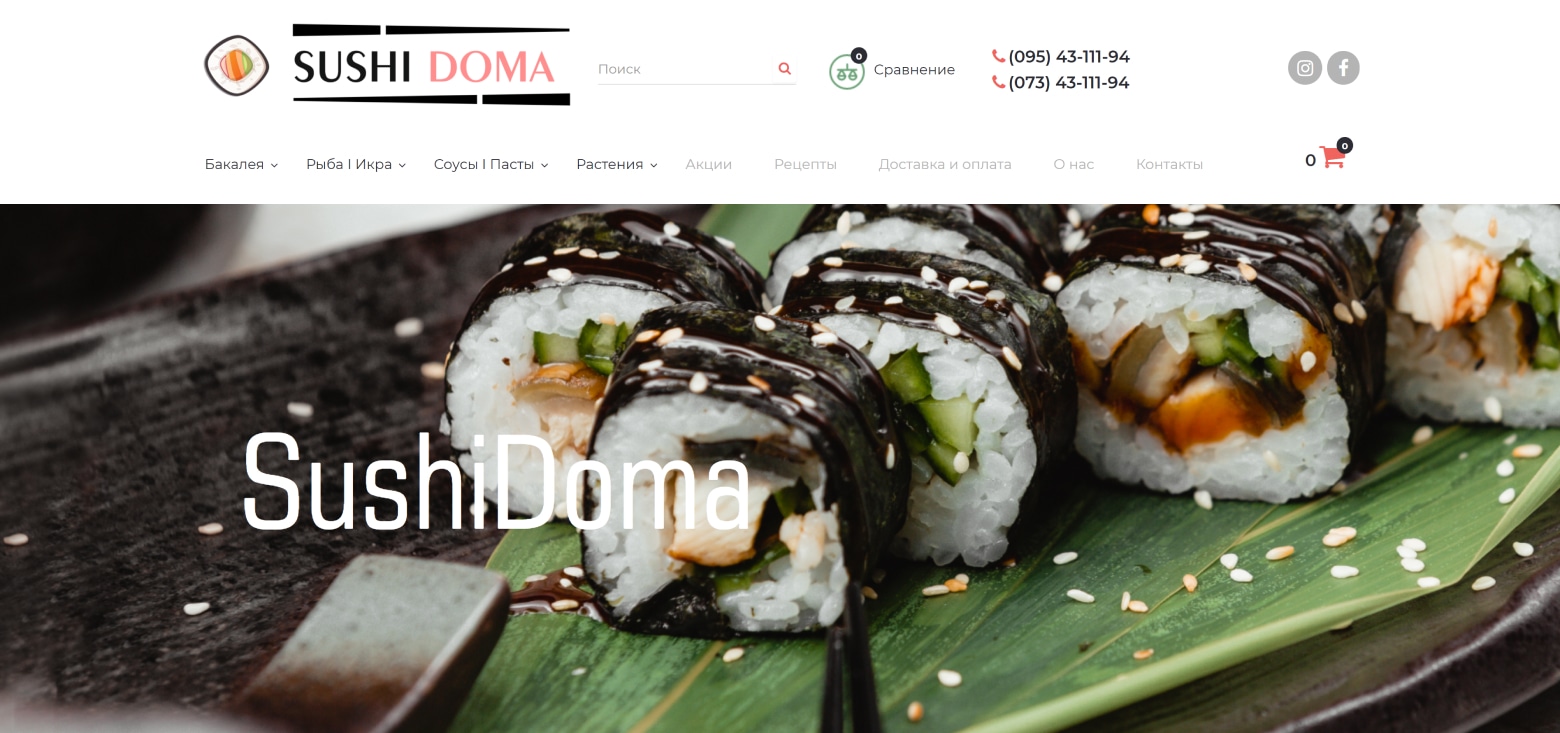 SUSHI DOMA
Поиск
0
Сравнение
(095) 43-111-94
(073) 43-111-94
Бакалея Рыба I Икра Соусы I Пасты Растения Акции Рецепты Доставка и оплата О нас Контакты
0 0
SushiDoma